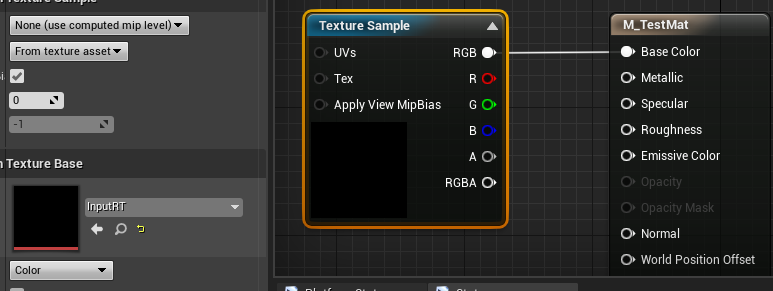 Texture Sample
None (use computed mip level)
From texture asset
0
-1
Texture Base
InputRT
Color
Texture Sample
UVs
RGB
Tex
R
Apply View MipBias
G
B
A
RGBA
M_TestMat
Base Color
Metallic
Specular
Roughness
Emissive Color
Opacity
Opacity Mask
Normal
World Position Offset